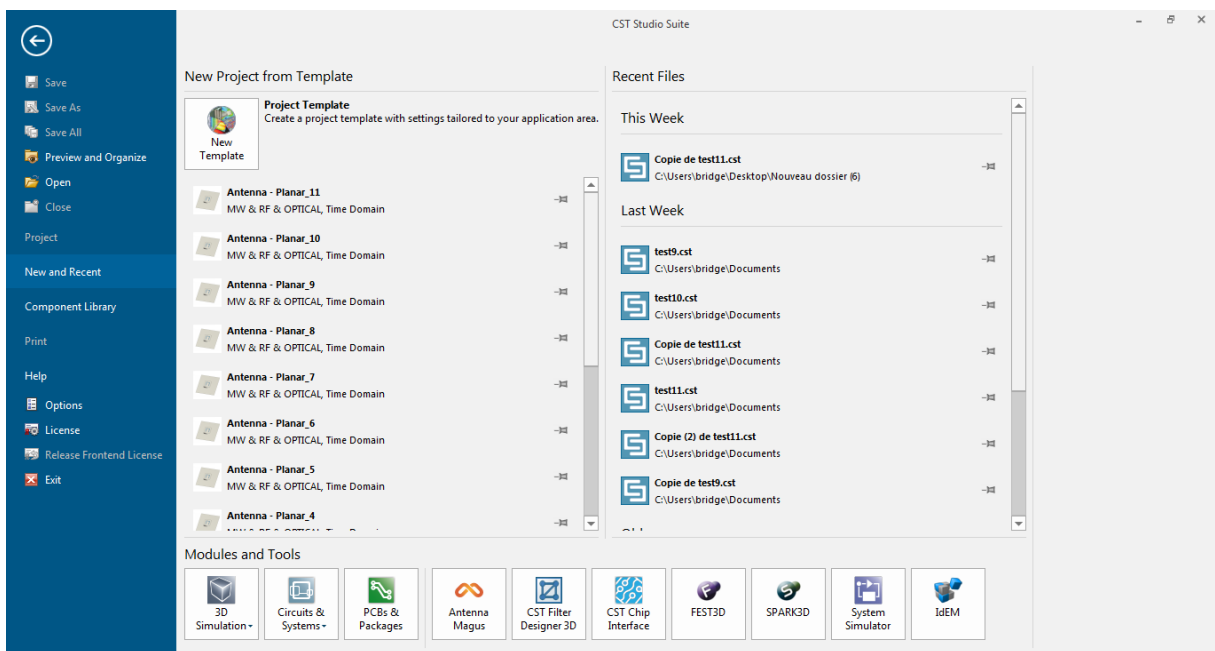 CST Studio Suite
Save
Save As
Save All
Preview and Organize
Open
Close
Project
New and Recent
Component Library
Print
Help
Options
License
Release Frontend License
Exit
New Project from Template
New
Template
Project Template
Create a project template with settings tailored to your application area.
Antenna - Planar_11
MW & RF & OPTICAL, Time Domain
Antenna - Planar_10
MW & RF & OPTICAL, Time Domain
Antenna - Planar_9
MW & RF & OPTICAL, Time Domain
Antenna - Planar_8
MW & RF & OPTICAL, Time Domain
Antenna - Planar_7
MW & RF & OPTICAL, Time Domain
Antenna - Planar_6
MW & RF & OPTICAL, Time Domain
Antenna - Planar_5
MW & RF & OPTICAL, Time Domain
Antenna - Planar_4
Recent Files
This Week
Copie de test11.cst
C:\Users\bridge\Desktop\Nouveau dossier (6)
Last Week
test9.cst
C:\Users\bridge\Documents
test10.cst
C:\Users\bridge\Documents
Copie de test11.cst
C:\Users\bridge\Documents
test11.cst
C:\Users\bridge\Documents
Copie (2) de test11.cst
C:\Users\bridge\Documents
Copie de test9.cst
C:\Users\bridge\Documents
Modules and Tools
3D
Simulation
Circuits &
Systems
PCBs &
Packages
Antenna
Magus
CST Filter
Designer 3D
CST Chip
Interface
FEST3D
SPARK3D
System
Simulator
IdEM